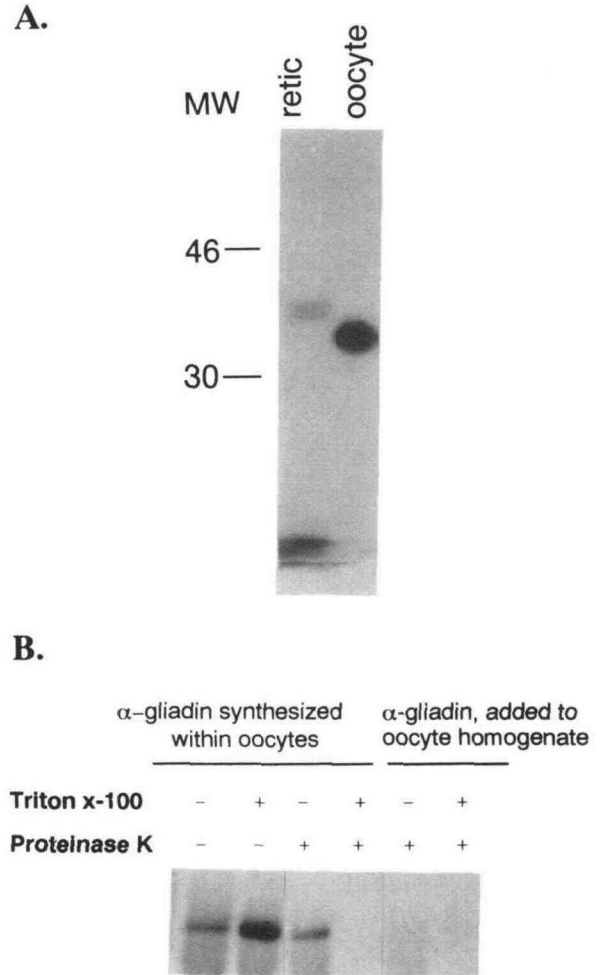 A.
MW retic oocyte
46
30
B.
α-gliadin synthesized within oocytes
α-gliadin, added to oocyte homogenate
Triton x-100 - + - + - +
Proteinase K - - + + + +